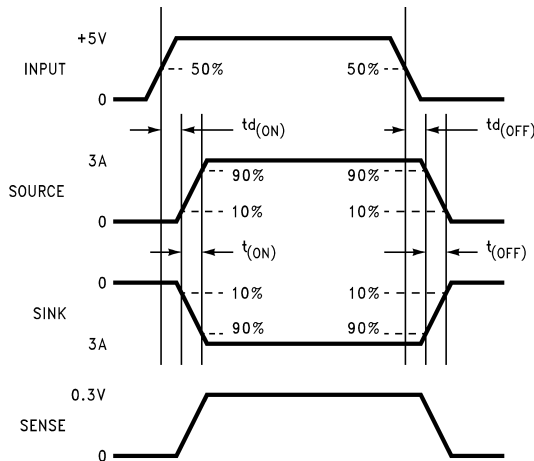 +5V
INPUT
50%
50%
0
td(ON)
td(OFF)
3A
90%
90%
SOURCE
10%
10%
0
t(ON)
t(OFF)
0
10%
10%
SINK
90%
90%
3A
0.3V
SENSE
0